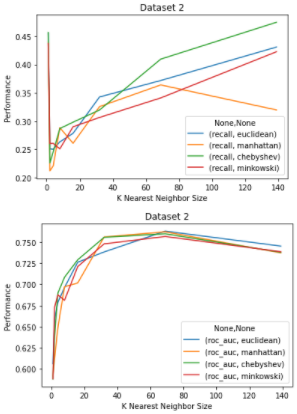 Dataset 2
0.45
0.40
0.35
0.30
0.25
0.20
Performance
0 20 40 60 80 100 120 140
K Nearest Neighbor Size
None,None
(recall, euclidean)
(recall, manhattan)
(recall, chebyshev)
(recall, minkowski)
Dataset 2
0.750
0.725
0.700
0.675
0.650
0.625
0.600
Performance
0 20 40 60 80 100 120 140
K Nearest Neighbor Size
None,None
(roc_auc, euclidean)
(roc_auc, manhattan)
(roc_auc, chebyshev)
(roc_auc, minkowski)